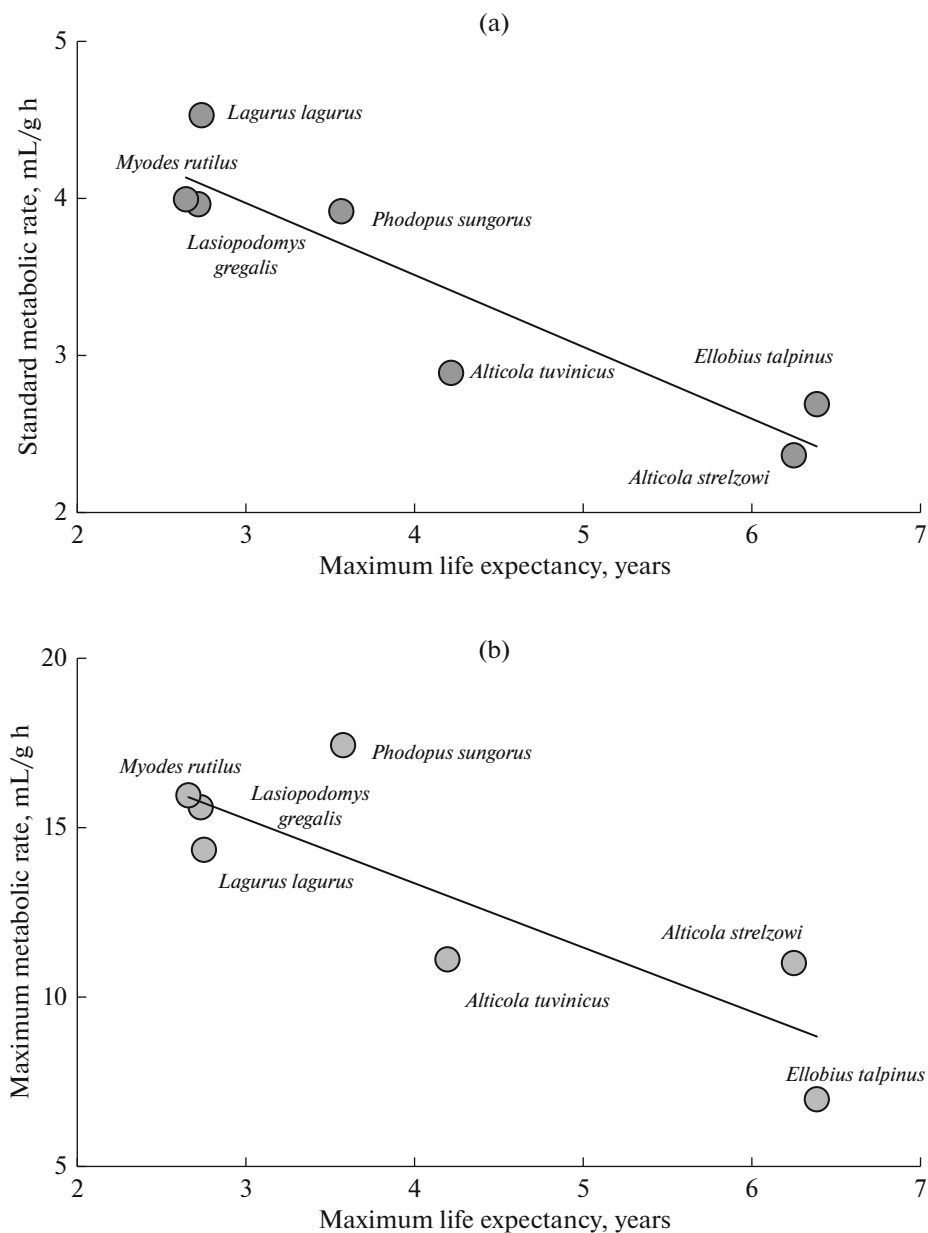 (a)
5
Lagurus lagurus
Myodes rutilus
4
Phodopus sungorus
Lasiopodomys
gregalis
Standard metabolic rate, mL/g h
3
Ellobius talpinus
Alticola tuvinicus
Alticola strelzowi
2
2 3 4 5 6 7
Maximum life expectancy, years
(b)
20
Phodopus sungorus
Myodes rutilus
Lasiopodomys
gregalis
15
Lagurus lagurus
Maximum metabolic rate, mL/g h
Alticola strelzowi
10
Alticola tuvinicus
Ellobius talpinus
5
2 3 4 5 6 7
Maximum life expectancy, years